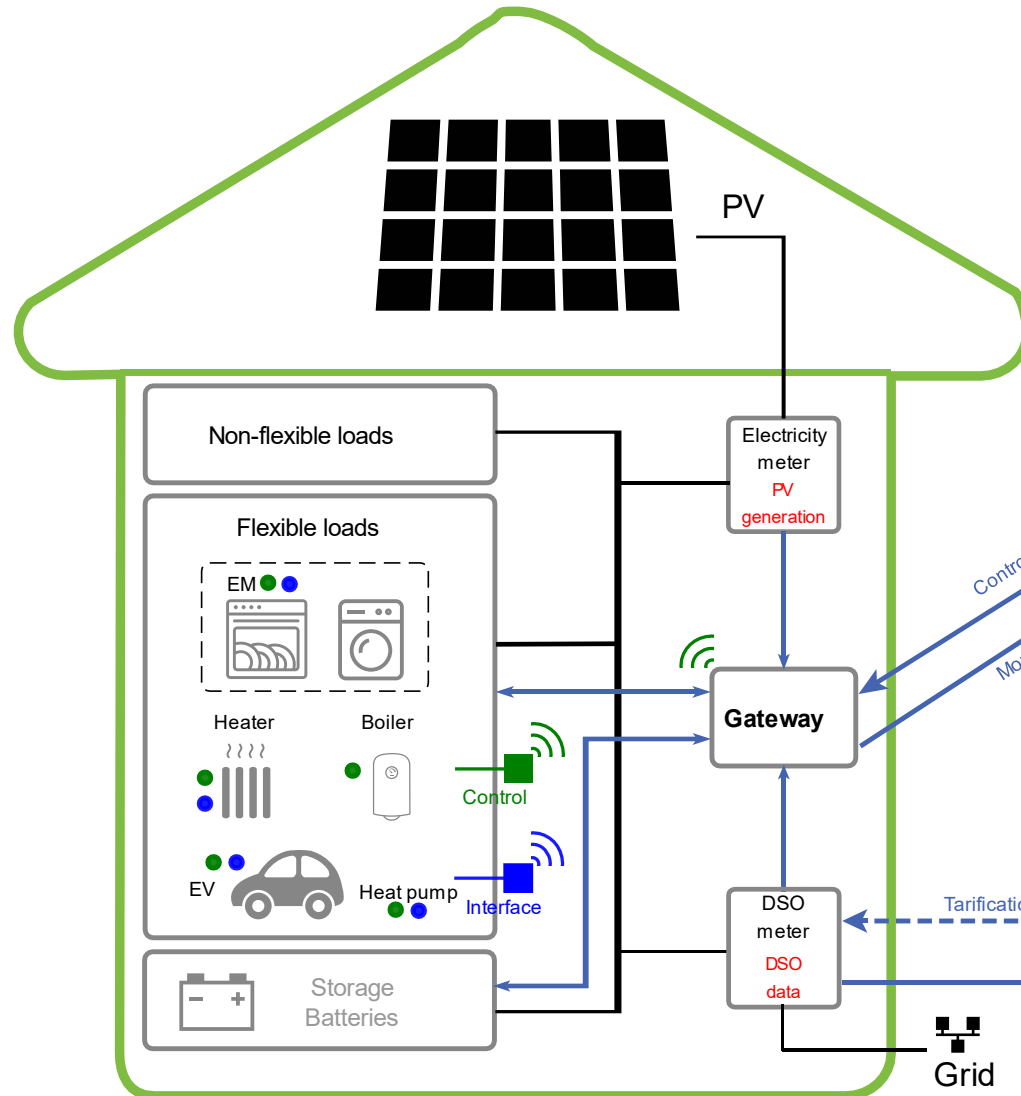 PV
Non-flexible loads
Electricity
meter
PV
generation
Flexible loads
EM
Heater
Boiler
Control
Gateway
EV
Heat pump
Interface
DSO
meter
DSO
data
Storage
Batteries
Grid